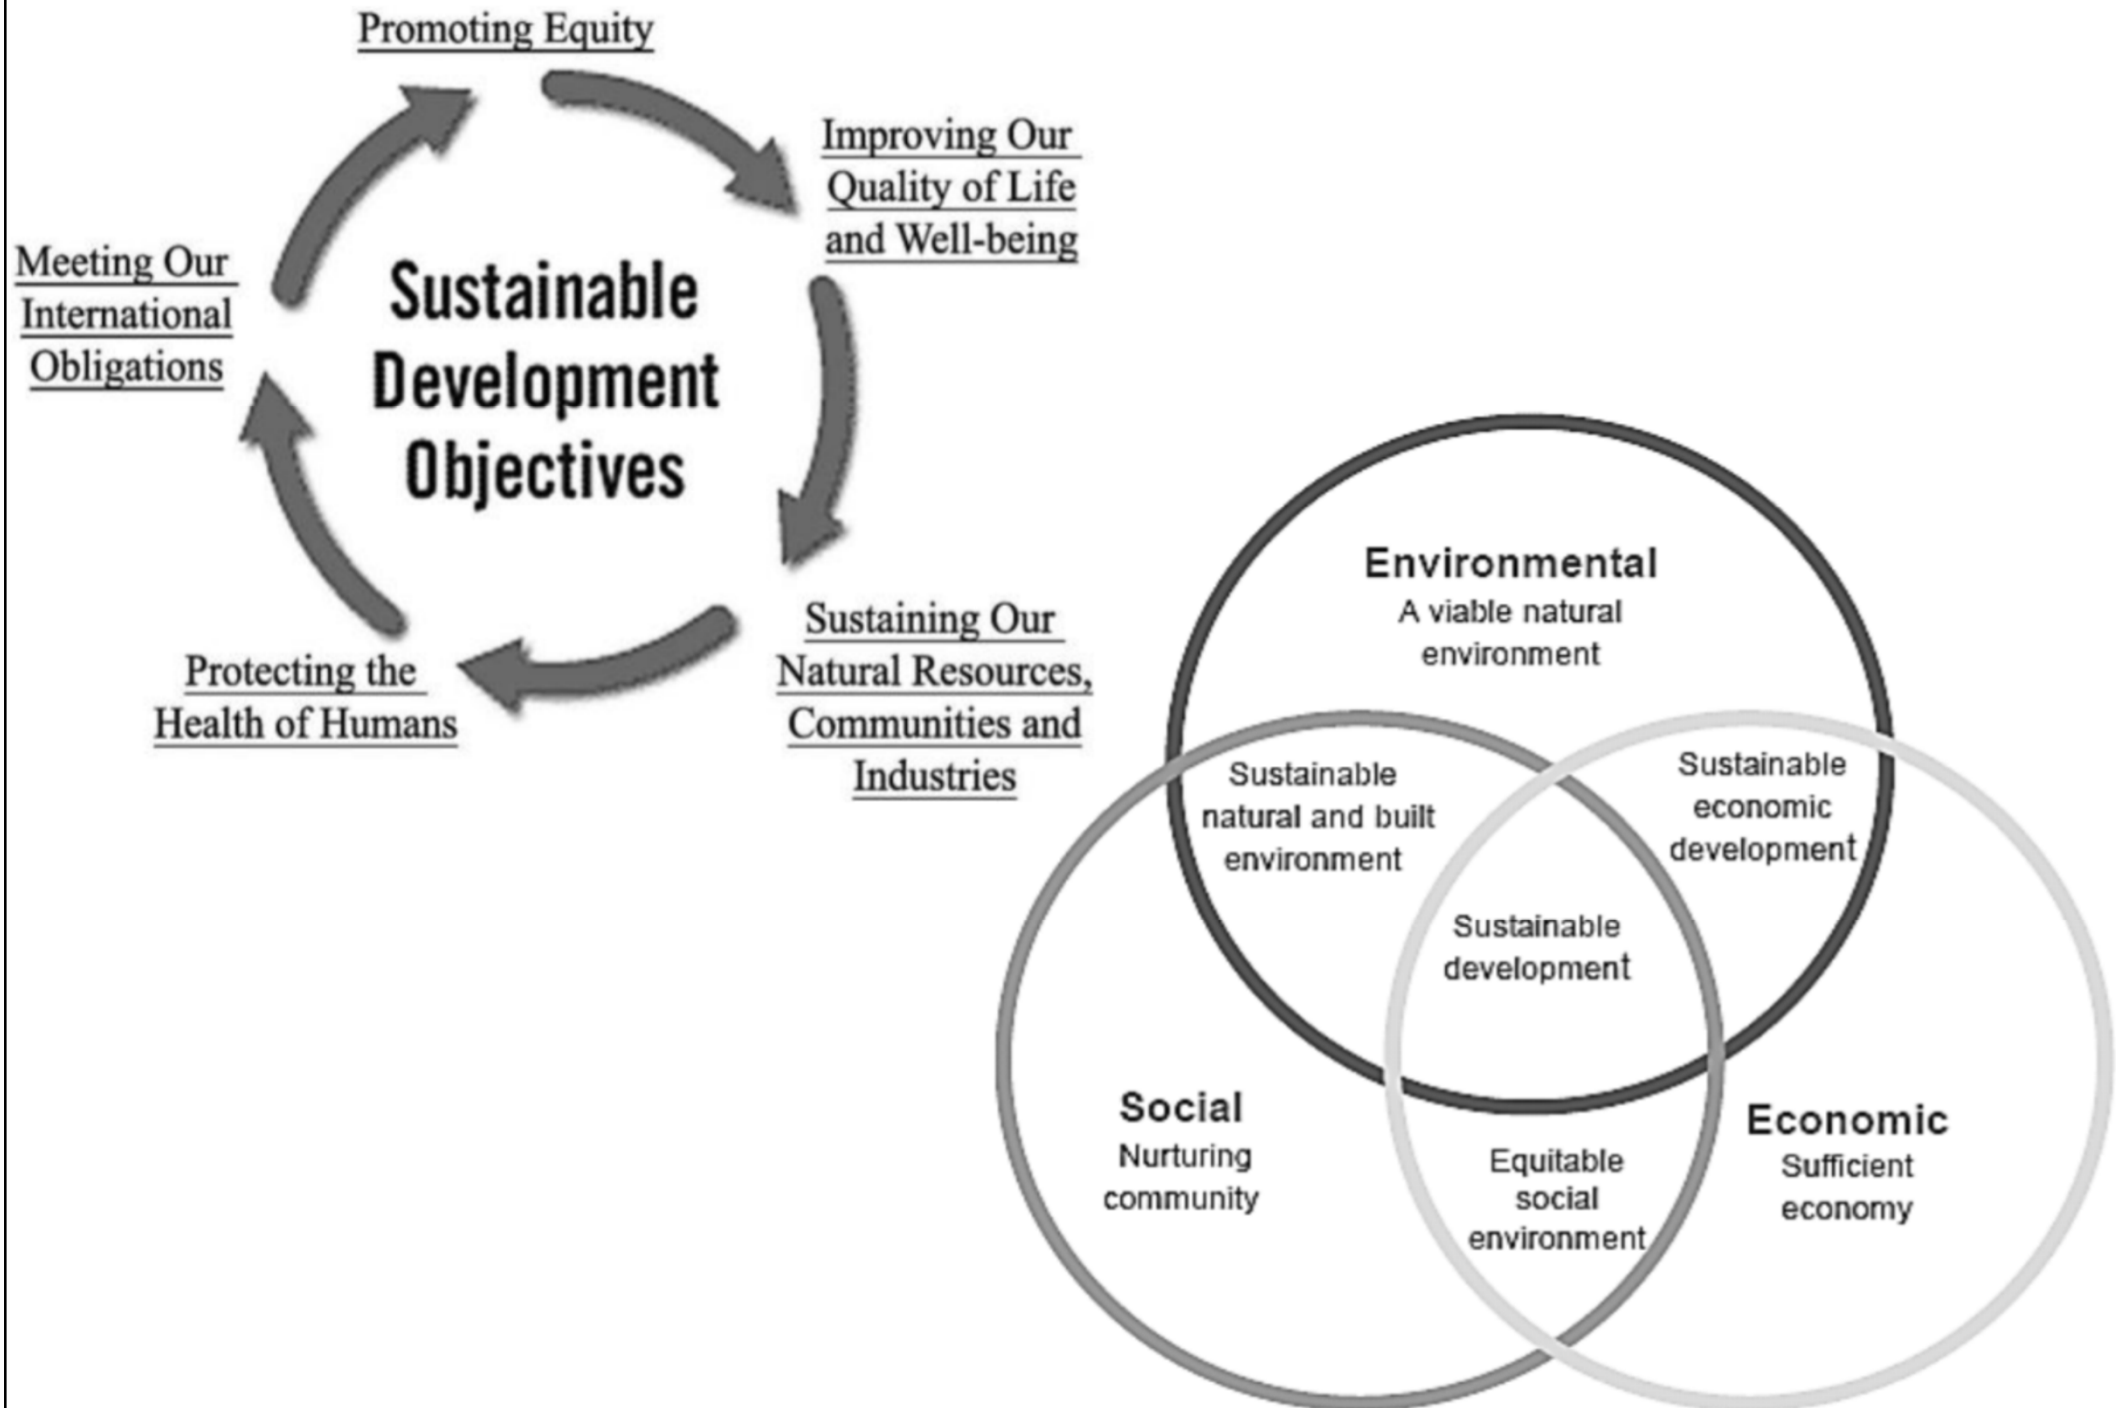 Promoting Equity
Improving Our
Quality of Life
and Well-being
Meeting Our
International
Obligations
Sustainable
Development
Objectives
Sustaining Our
Natural Resources,
Communities and
Industries
Protecting the
Health of Humans
Environmental
A viable natural
environment
Sustainable
natural and built
environment
Sustainable
economic
development
Sustainable
development
Social
Nurturing
community
Equitable
social
environment
Economic
Sufficient
economy